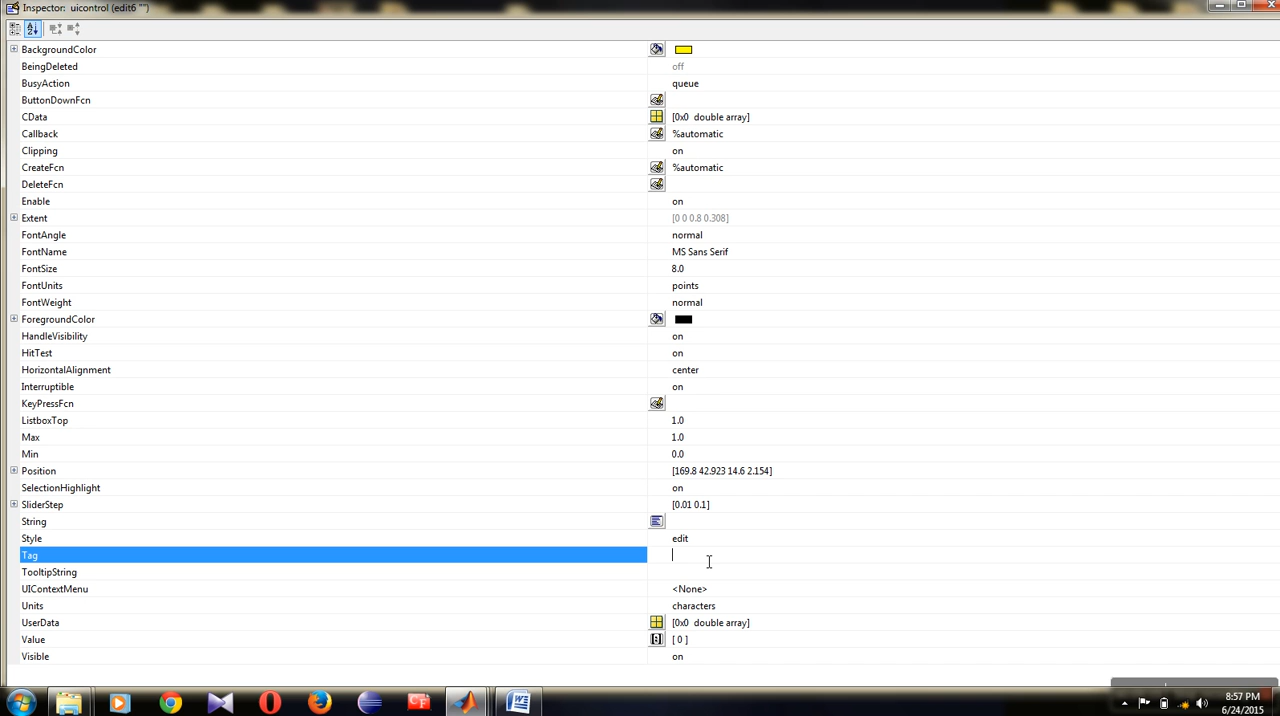 Inspector: uicontrol (edit6 "")
BackgroundColor
BeingDeleted off
BusyAction queue
ButtonDownFcn
CData [0x0 double array]
Callback %automatic
Clipping on
CreateFcn %automatic
DeleteFcn
Enable on
Extent [0 0 0.8 0.308]
FontAngle normal
FontName MS Sans Serif
FontSize 8.0
FontUnits points
FontWeight normal
ForegroundColor
HandleVisibility on
HitTest on
HorizontalAlignment center
Interruptible on
KeyPressFcn
ListboxTop 1.0
Max 1.0
Min 0.0
Position [169.8 42.923 14.6 2.154]
SelectionHighlight on
SliderStep [0.01 0.1]
String
Style edit
Tag
TooltipString
UIContextMenu <None>
Units characters
UserData [0x0 double array]
Value [ 0 ]
Visible on
8:57 PM
6/24/2015